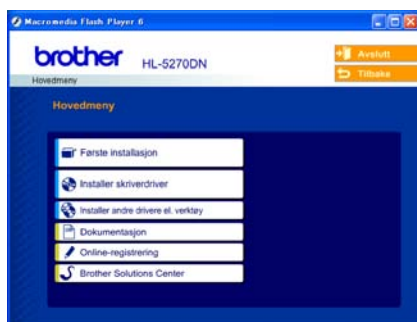 Macromedia Flash Player 6
brother HL-5270DN
Avslutt
Tilbake
Hovedmeny
Hovedmeny
Første installasjon
Installer skriverdriver
Installer andre drivere el. verktøy
Dokumentasjon
Online-registrering
Brother Solutions Center